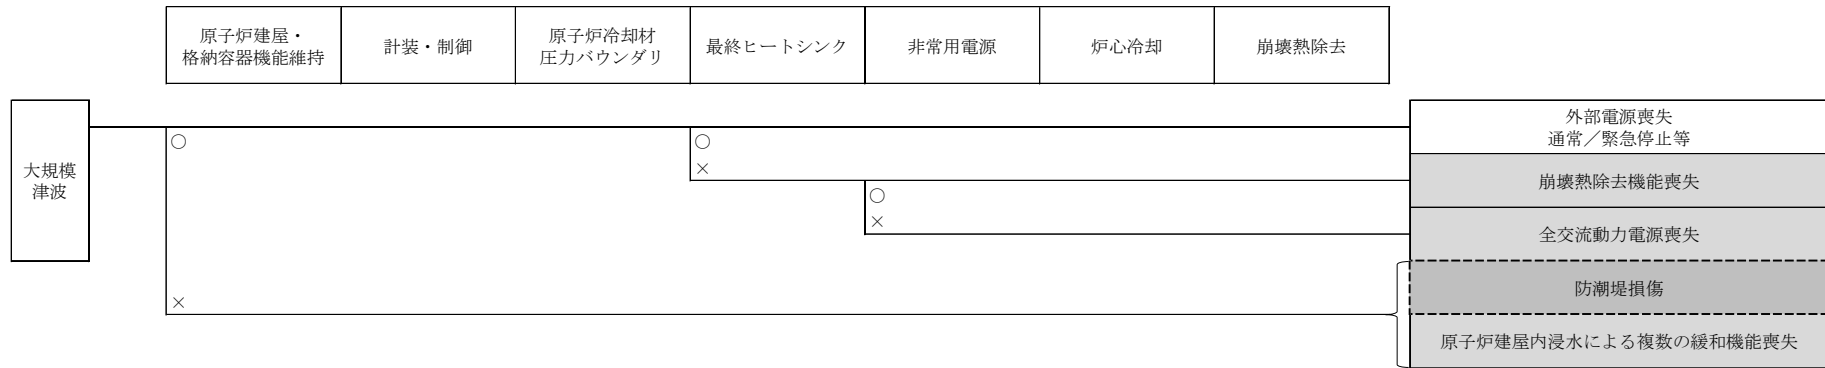 原子炉建屋・
格納容器機能維持
計装・制御
原子炉冷却材
圧力バウンダリ
最終ヒートシンク
非常用電源
炉心冷却
崩壊熱除去
大規模
津波
○
×
○
×
○
×
外部電源喪失
通常／緊急停止等
崩壊熱除去機能喪失
全交流動力電源喪失
防潮堤損傷
原子炉建屋内浸水による複数の緩和機能喪失